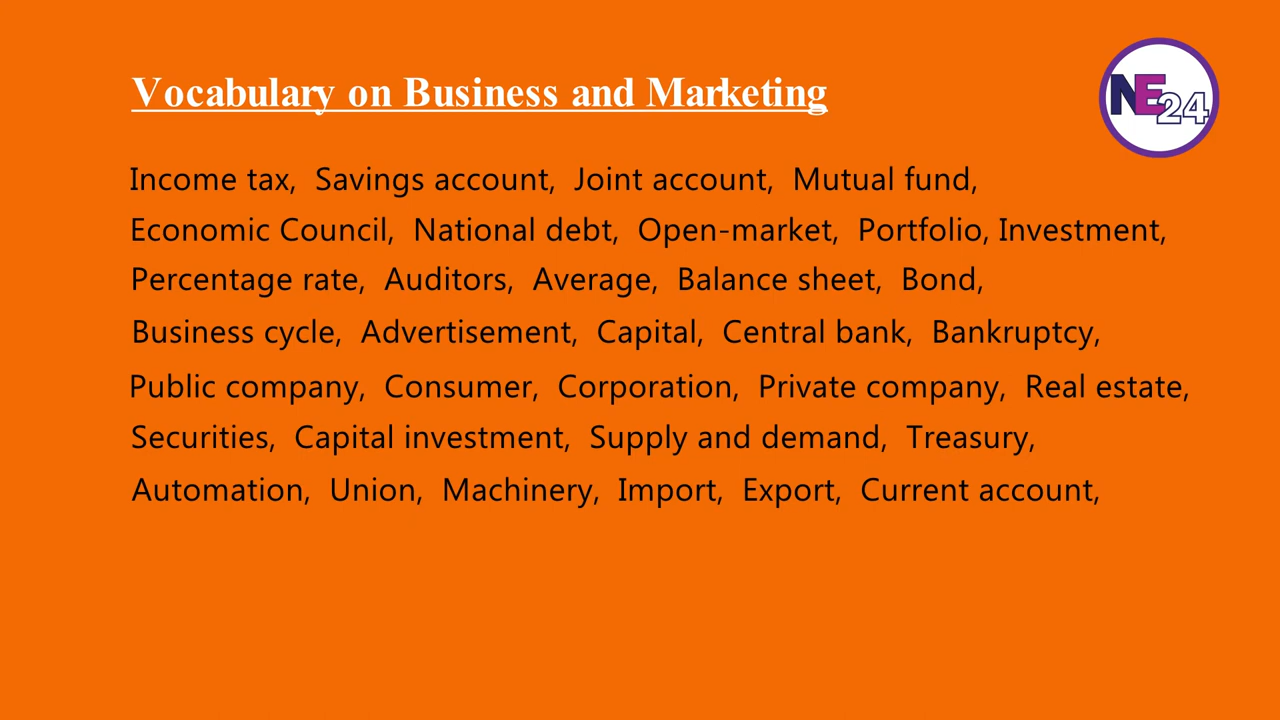 Vocabulary on Business and Marketing
NE24
Income tax, Savings account, Joint account, Mutual fund,
Economic Council, National debt, Open-market, Portfolio, Investment,
Percentage rate, Auditors, Average, Balance sheet, Bond,
Business cycle, Advertisement, Capital, Central bank, Bankruptcy,
Public company, Consumer, Corporation, Private company, Real estate,
Securities, Capital investment, Supply and demand, Treasury,
Automation, Union, Machinery, Import, Export, Current account,